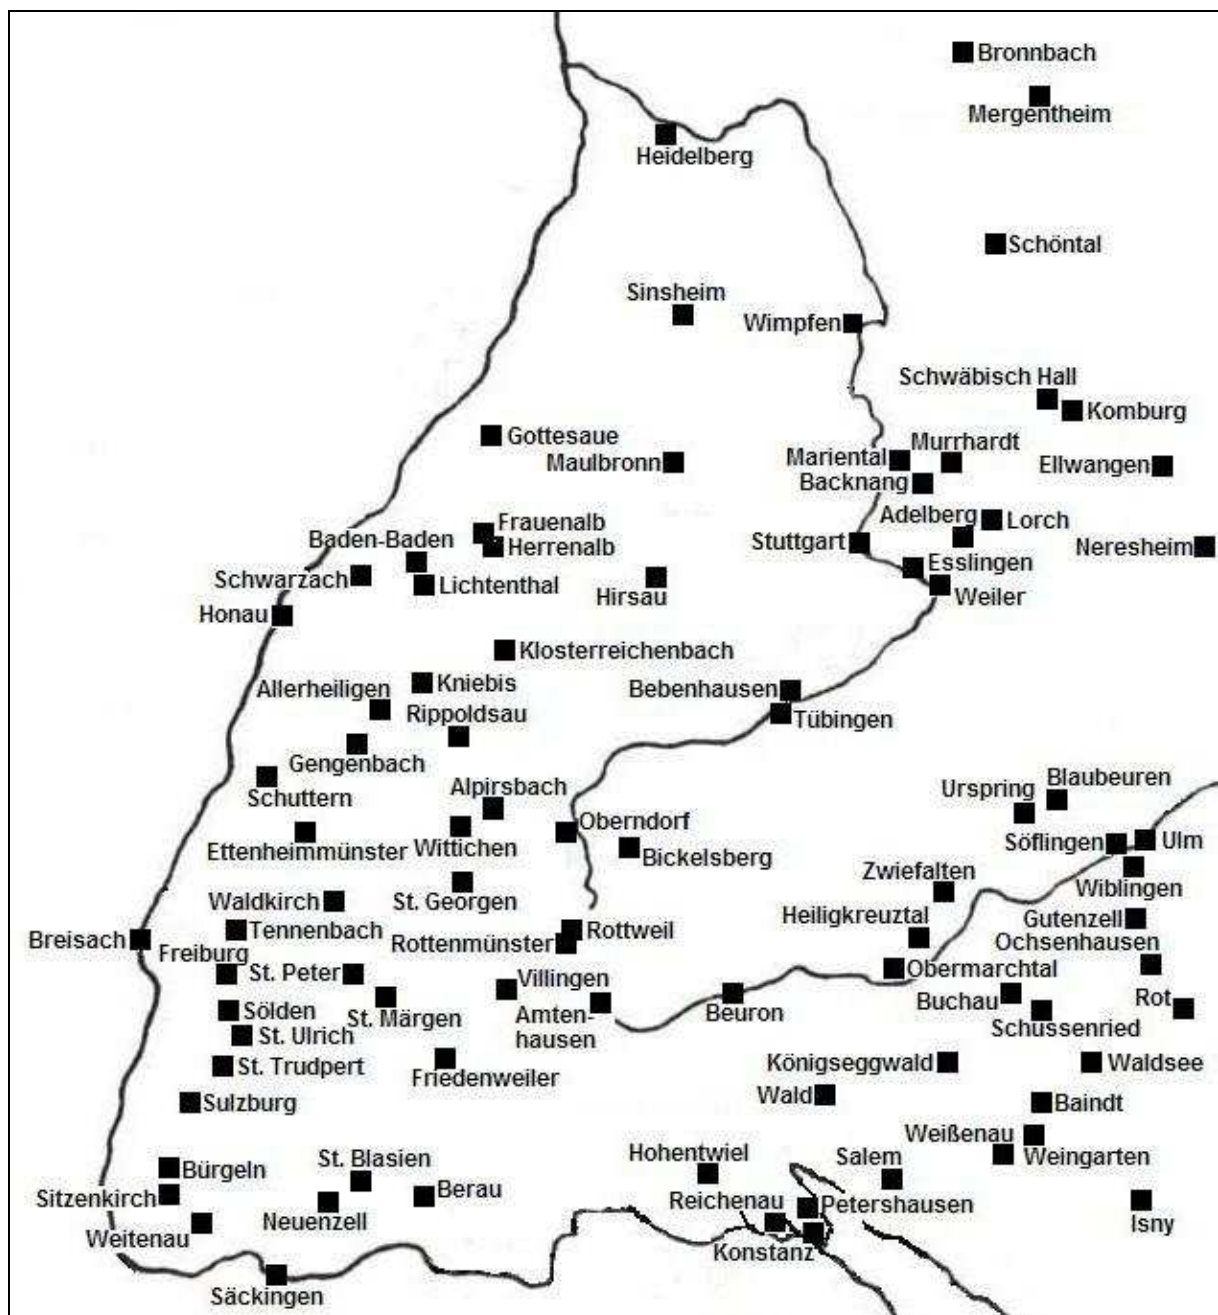 Bronnbach
Mergentheim
Heidelberg
Schöntal
Sinsheim
Wimpfen
Schwäbisch Hall
Komburg
Gottesaue
Murrhardt
Maulbronn
Mariental
Ellwangen
Backnang
Adelberg
Lorch
Frauenalb
Baden-Baden
Herrenalb
Stuttgart
Neresheim
Esslingen
Schwarzach
Lichtenthal
Hirsau
Weiler
Honau
Klosterreichenbach
Kniebis
Allerheiligen
Bebenhausen
Rippoldsau
Tübingen
Gengenbach
Schuttern
Alpirsbach
Urspring
Blaubeuren
Oberndorf
Ettenheimmünster
Wittichen
Bickelsberg
Söflingen
Ulm
Zwiefalten
Wiblingen
Waldkirch
St. Georgen
Heiligkreuztal
Gutenzell
Tennenbach
Rottweil
Breisach
Rottenmünster
Ochsenhausen
Freiburg
St. Peter
Villingen
Obermarchtal
Buchau
Rot
Sölden
St. Märgen
Amten-
hausen
Beuron
Schussenried
St. Ulrich
St. Trudpert
Friedenweiler
Königseggwald
Waldsee
Wald
Sulzburg
Baindt
Weißenau
Weingarten
St. Blasien
Hohentwiel
Salem
Bürgeln
Sitzenkirch
Berau
Reichenau
Petershausen
Neuenzell
Isny
Weitenau
Konstanz
Säckingen